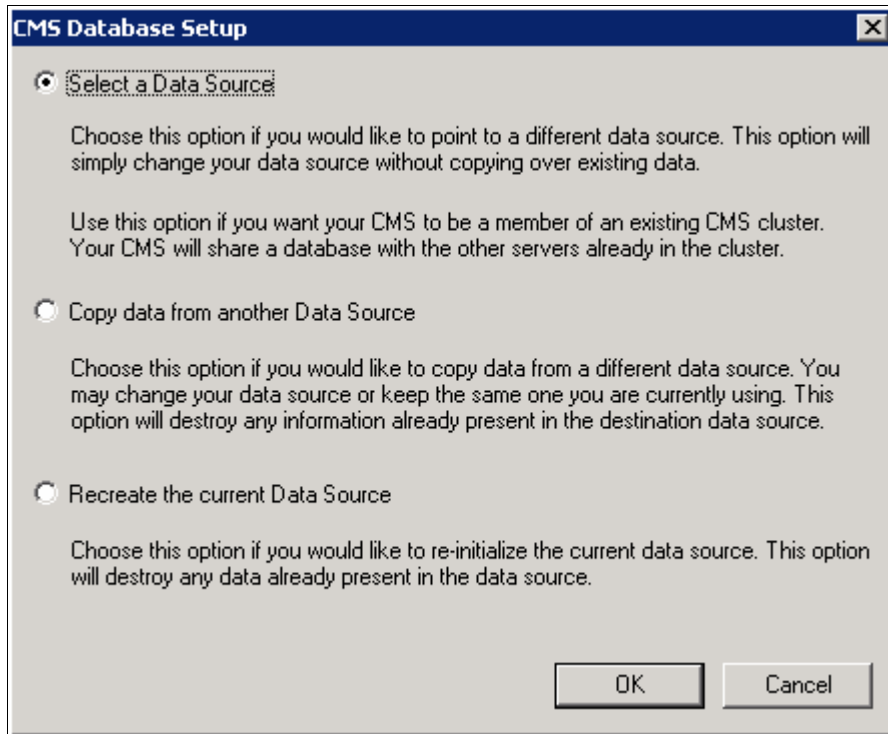 CMS Database Setup
Select a Data Source
Choose this option if you would like to point to a different data source. This option will
simply change your data source without copying over existing data.
Use this option if you want your CMS to be a member of an existing CMS cluster.
Your CMS will share a database with the other servers already in the cluster.
Copy data from another Data Source
Choose this option if you would like to copy data from a different data source. You
may change your data source or keep the same one you are currently using. This
option will destroy any information already present in the destination data source.
Recreate the current Data Source
Choose this option if you would like to re-initialize the current data source. This option
will destroy any data already present in the data source.
OK Cancel